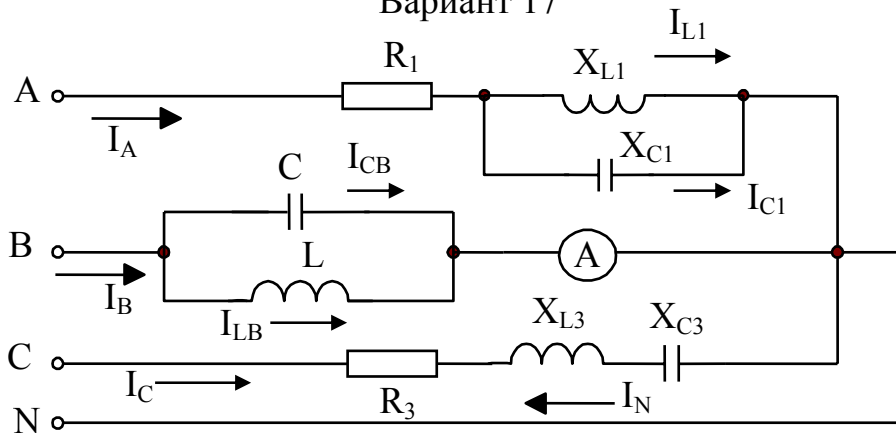 Вариант 17
I_L1
R_1
X_L1
A
I_A
X_C1
I_CB
C
I_C1
B
L
A
I_B
I_LB
X_L3
X_C3
C
I_C
R_3
I_N
N